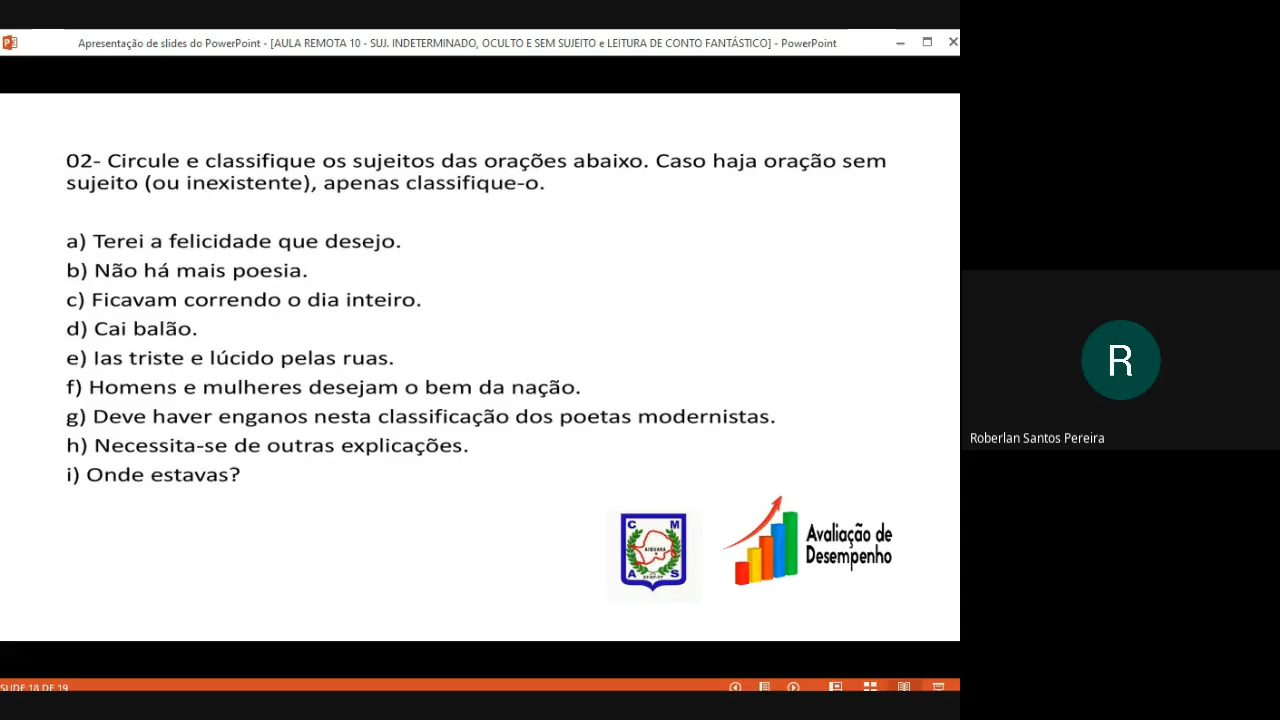 Apresentação de slides do PowerPoint - [AULA REMOTA 10 - SUJ. INDETERMINADO, OCULTO E SEM SUJEITO e LEITURA DE CONTO FANTÁSTICO] - PowerPoint
02- Circule e classifique os sujeitos das orações abaixo. Caso haja oração sem
sujeito (ou inexistente), apenas classifique-o.
a) Terei a felicidade que desejo.
b) Não há mais poesia.
c) Ficavam correndo o dia inteiro.
d) Cai balão.
e) Ias triste e lúcido pelas ruas.
f) Homens e mulheres desejam o bem da nação.
g) Deve haver enganos nesta classificação dos poetas modernistas.
h) Necessita-se de outras explicações.
i) Onde estavas?
C M
AIQUARA
A S
Avaliação de
Desempenho
R
Roberlan Santos Pereira
SLIDE 18 DE 19